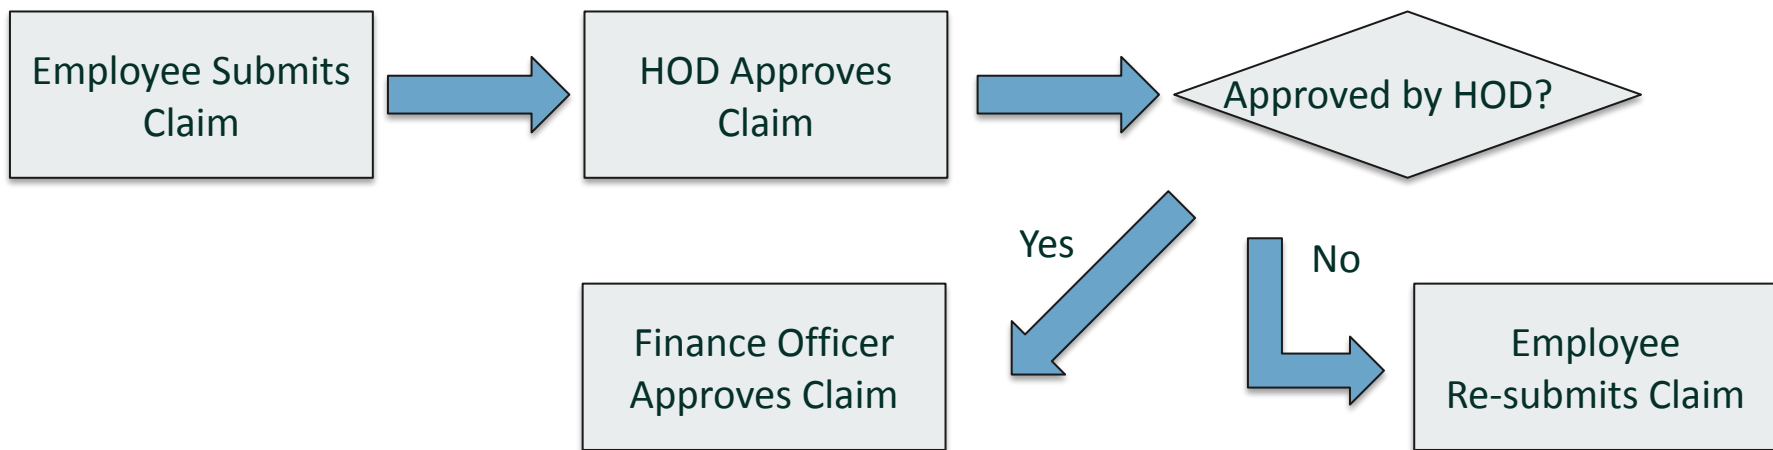 Employee Submits
Claim
HOD Approves
Claim
Approved by HOD?
Yes
No
Finance Officer
Approves Claim
Employee
Re-submits Claim